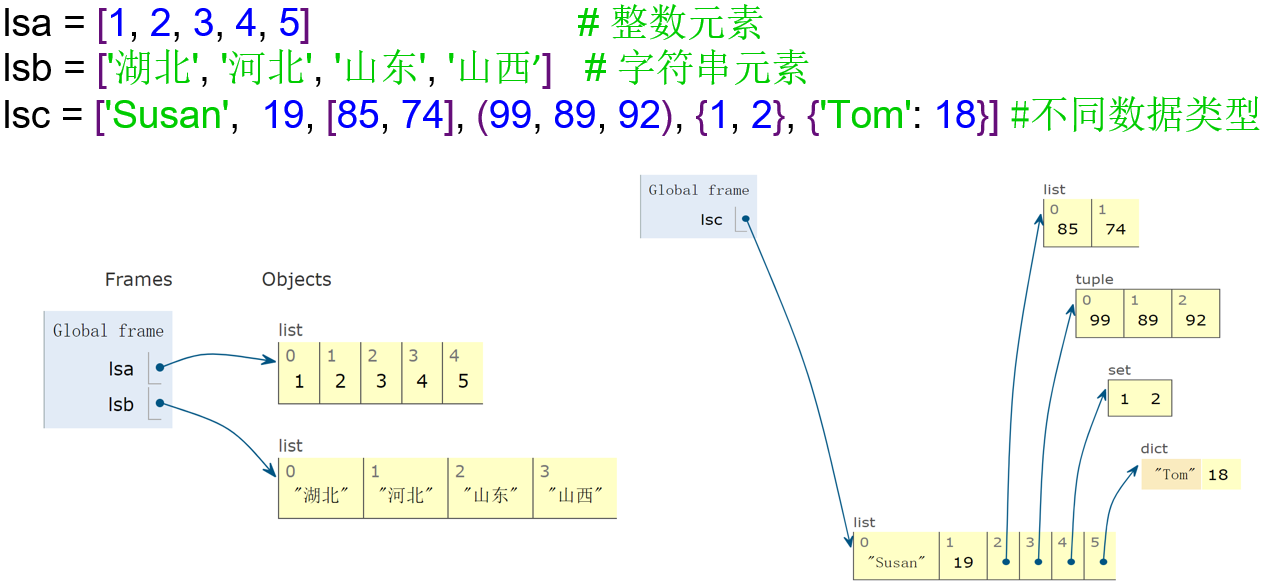 lsa = [1, 2, 3, 4, 5] # 整数元素
lsb = ['湖北', '河北', '山东', '山西’] # 字符串元素
lsc = ['Susan', 19, [85, 74], (99, 89, 92), {1, 2}, {'Tom': 18}] #不同数据类型
Frames Objects
Global frame
lsa
lsb
list
0 1 2 3 4
1 2 3 4 5
list
0 1 2 3
"湖北" "河北" "山东" "山西"
Global frame
lsc
list
0 1
85 74
tuple
0 1 2
99 89 92
set
1 2
dict
"Tom" 18
list
0 1 2 3 4 5
"Susan" 19